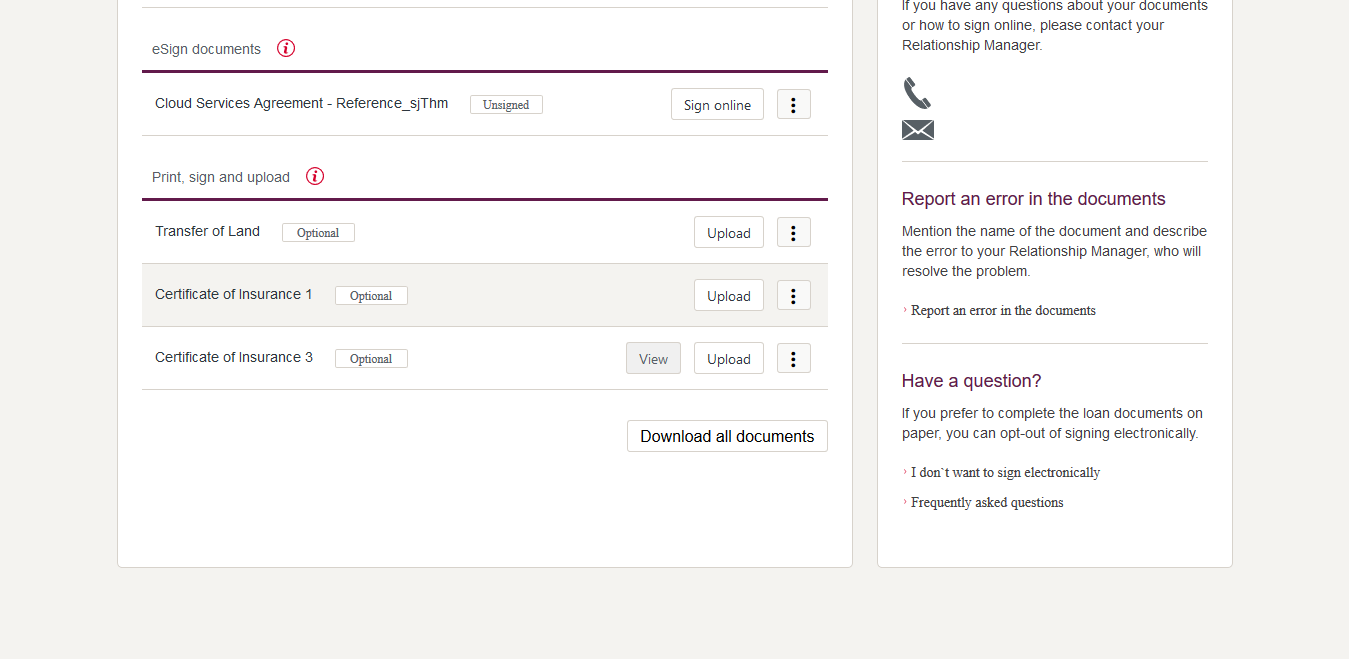 eSign documents
Cloud Services Agreement - Reference_sjThm Unsigned Sign online
Print, sign and upload
Transfer of Land Optional Upload
Certificate of Insurance 1 Optional Upload
Certificate of Insurance 3 Optional View Upload
Download all documents
If you have any questions about your documents
or how to sign online, please contact your
Relationship Manager.
Report an error in the documents
Mention the name of the document and describe
the error to your Relationship Manager, who will
resolve the problem.
› Report an error in the documents
Have a question?
If you prefer to complete the loan documents on
paper, you can opt-out of signing electronically.
› I don`t want to sign electronically
› Frequently asked questions